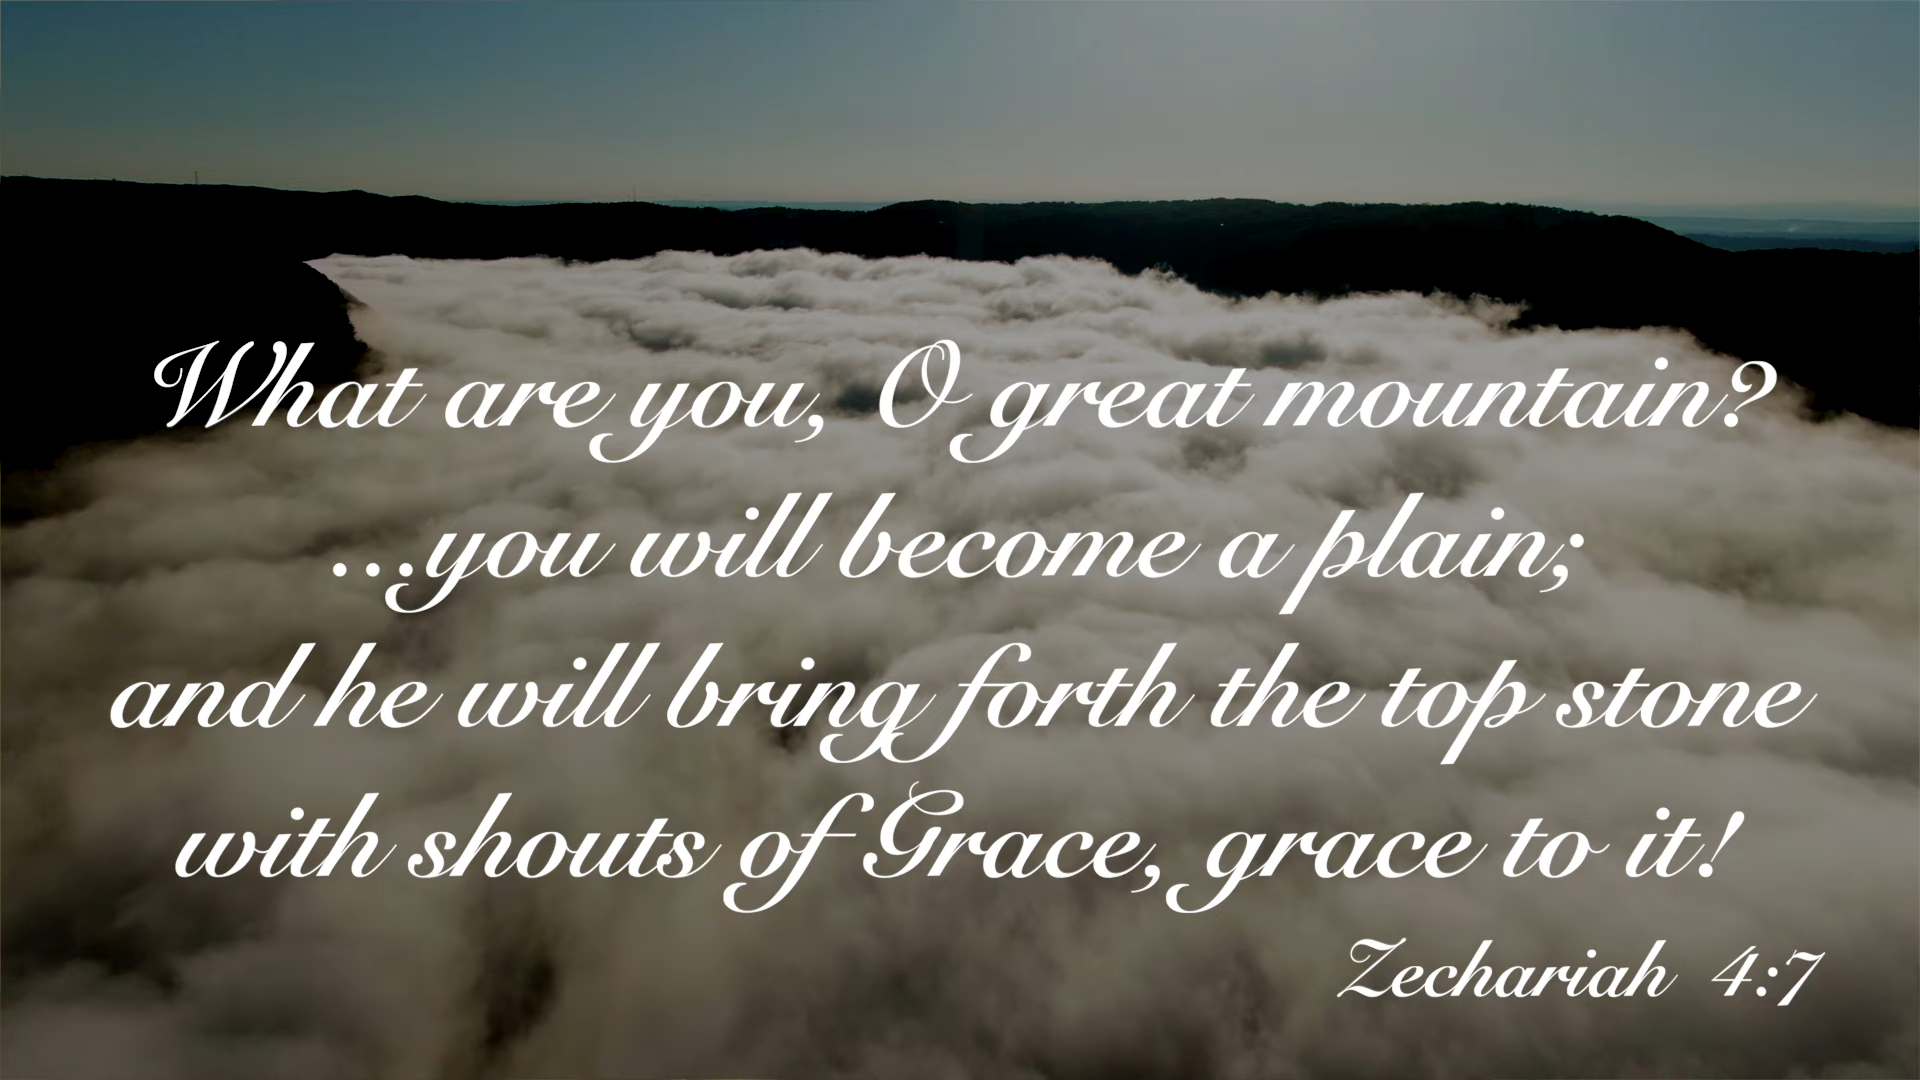 What are you, O great mountain?
...you will become a plain;
and he will bring forth the top stone
with shouts of Grace, grace to it!
Zechariah 4:7